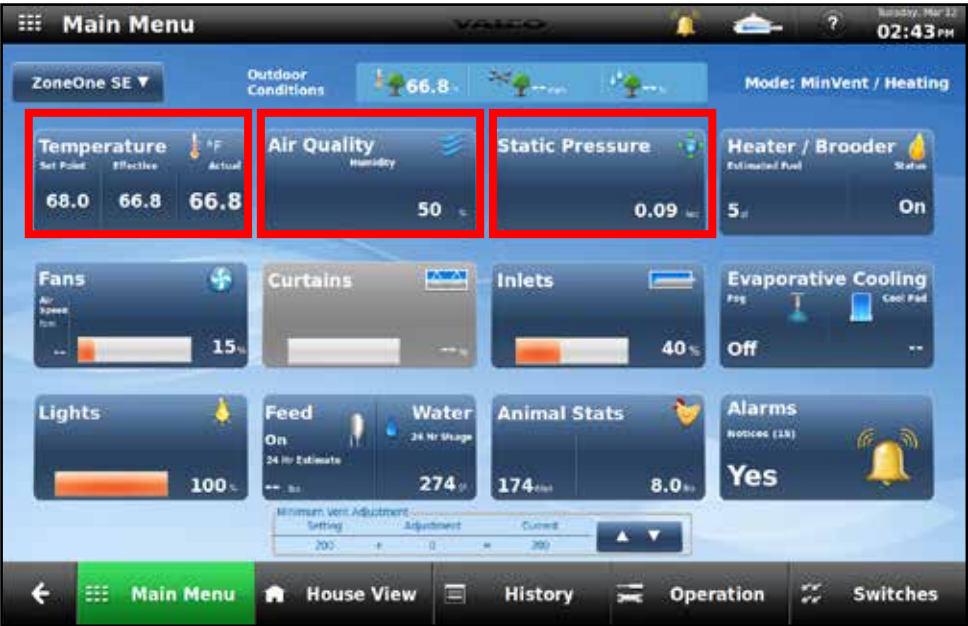 Main Menu
VALCO
?
02:43 PM
ZoneOne SE ▼
Outdoor
Conditions
66.8
--
--
Mode: MinVent / Heating
Temperature °F
Set Point Effective Actual
68.0 66.8 66.8
Air Quality
Humidity
50 %
Static Pressure
0.09
Heater / Brooder
Estimated Fuel Status
5 On
Fans
Air
Speed
-- 15%
Curtains
-- %
Inlets
40 %
Evaporative Cooling
Fog Cool Pad
Off --
Lights
100
Feed
On
24 Hr Estimate
--
Water
24 Hr Usage
274
Animal Stats
174
8.0
Alarms
Notices (15)
Yes
Minimum Vent Adjustment
Setting Adjustment Current
200 + 0 = 200
▲ ▼
Main Menu House View History Operation Switches